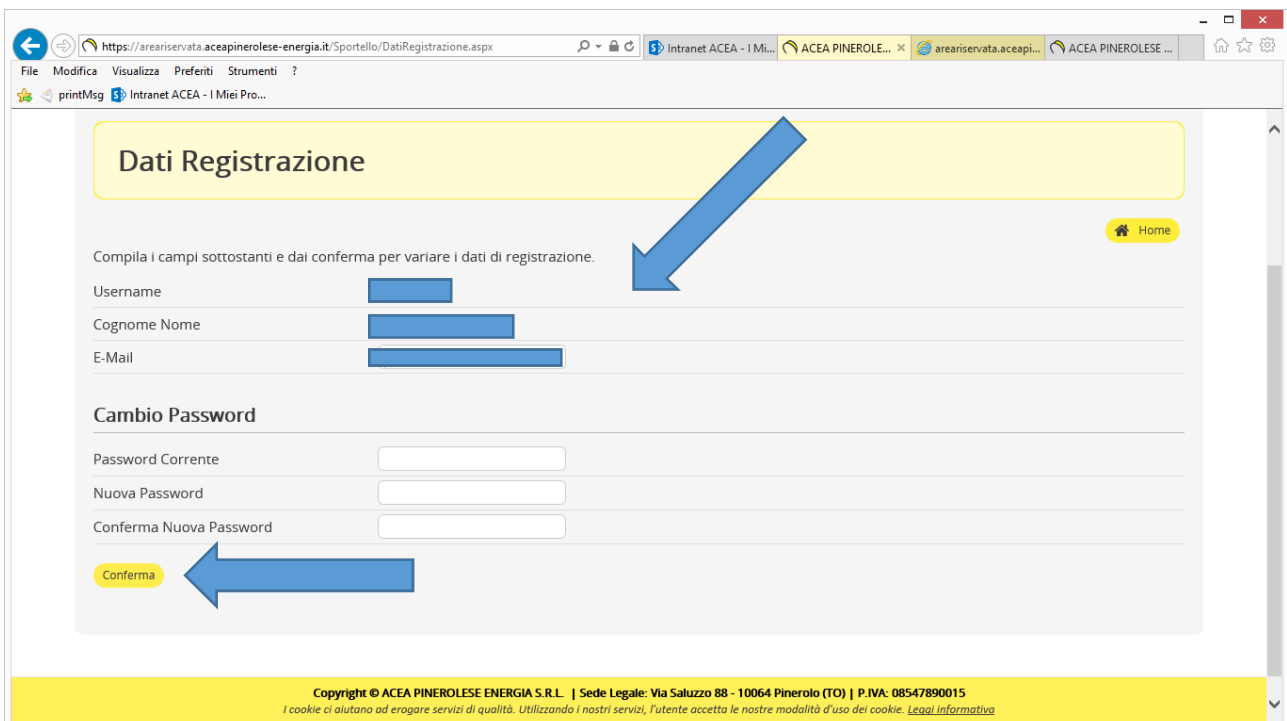 https://areariservata.aceapinerolese-energia.it/Sportello/DatiRegistrazione.aspx
Intranet ACEA - I Mi...
ACEA PINEROLE...
areariservata.aceapi...
ACEA PINEROLESE ...
File Modifica Visualizza Preferiti Strumenti ?
printMsg Intranet ACEA - I Miei Pro...
Dati Registrazione
Home
Compila i campi sottostanti e dai conferma per variare i dati di registrazione.
Username
Cognome Nome
E-Mail
Cambio Password
Password Corrente
Nuova Password
Conferma Nuova Password
Conferma
Copyright © ACEA PINEROLESE ENERGIA S.R.L. | Sede Legale: Via Saluzzo 88 - 10064 Pinerolo (TO) | P.IVA: 08547890015
I cookie ci aiutano ad erogare servizi di qualità. Utilizzando i nostri servizi, l'utente accetta le nostre modalità d'uso dei cookie. Leggi informativa